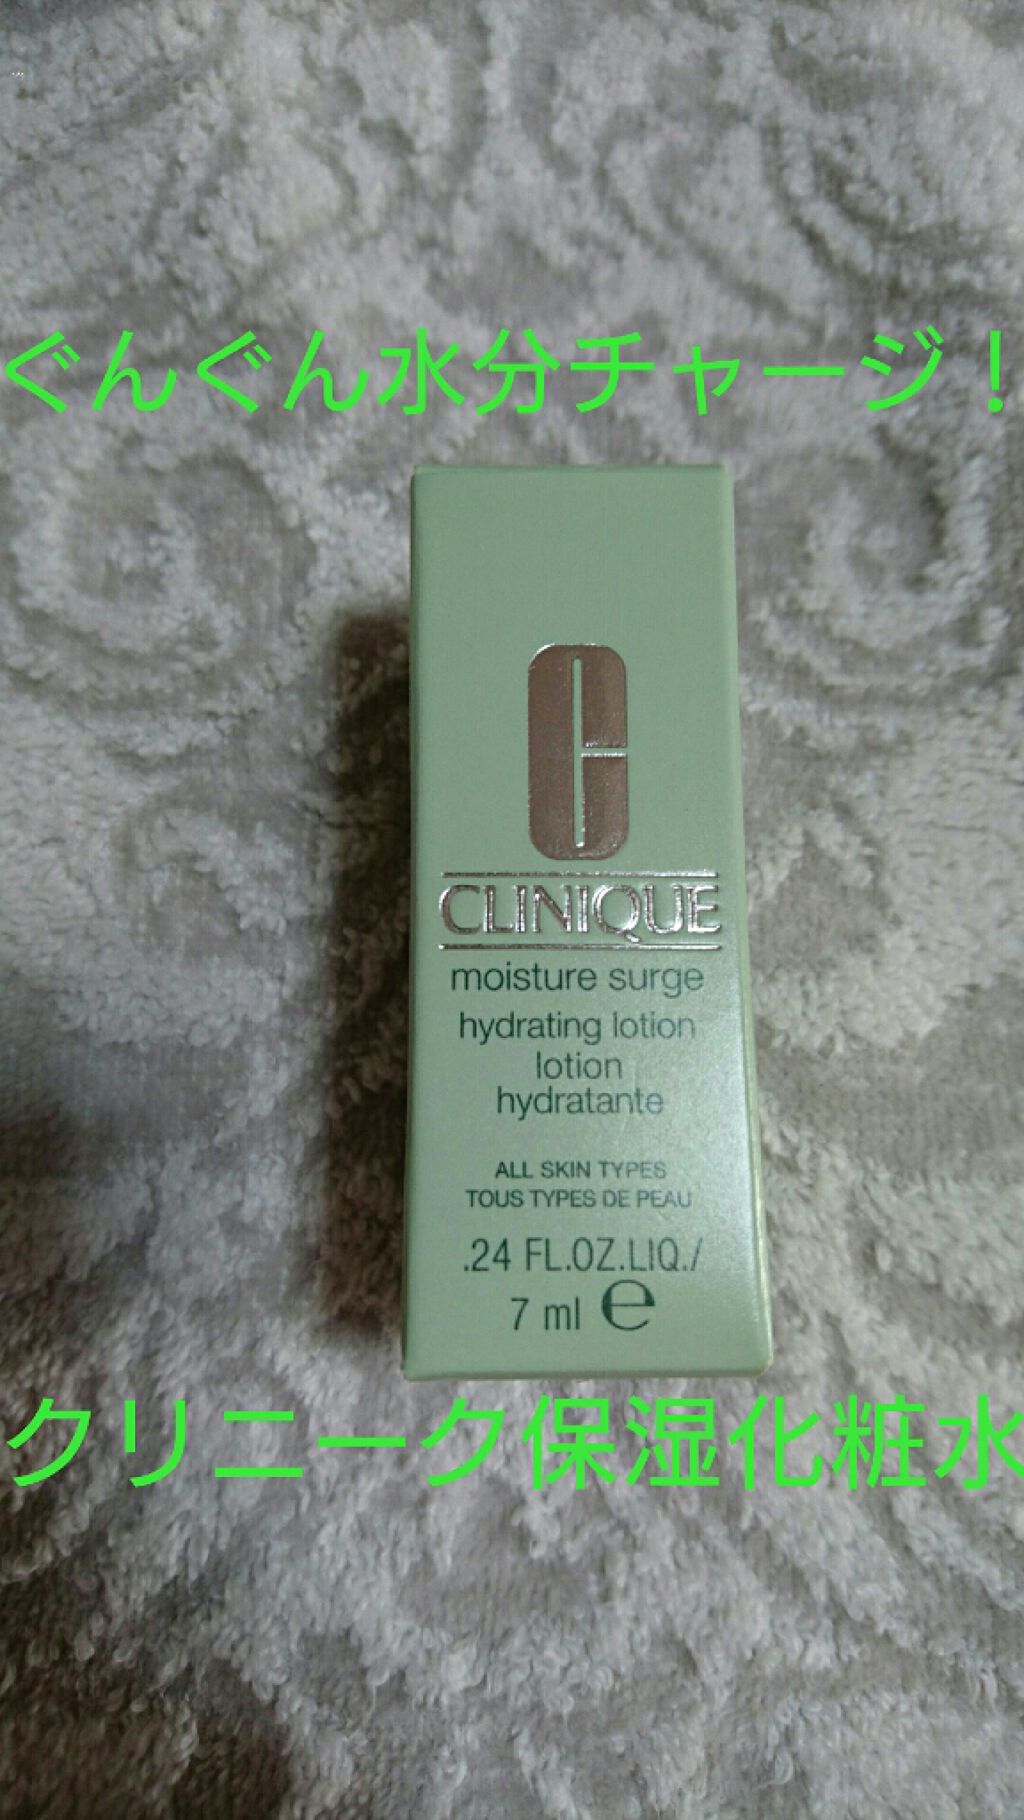 ぐんぐん水分チャージ！
C
CLINIQUE
moisture surge
hydrating lotion
lotion
hydratante
ALL SKIN TYPES
TOUS TYPES DE PEAU
.24 FL.OZ.LIQ./
7 ml e
クリニーク保湿化粧水